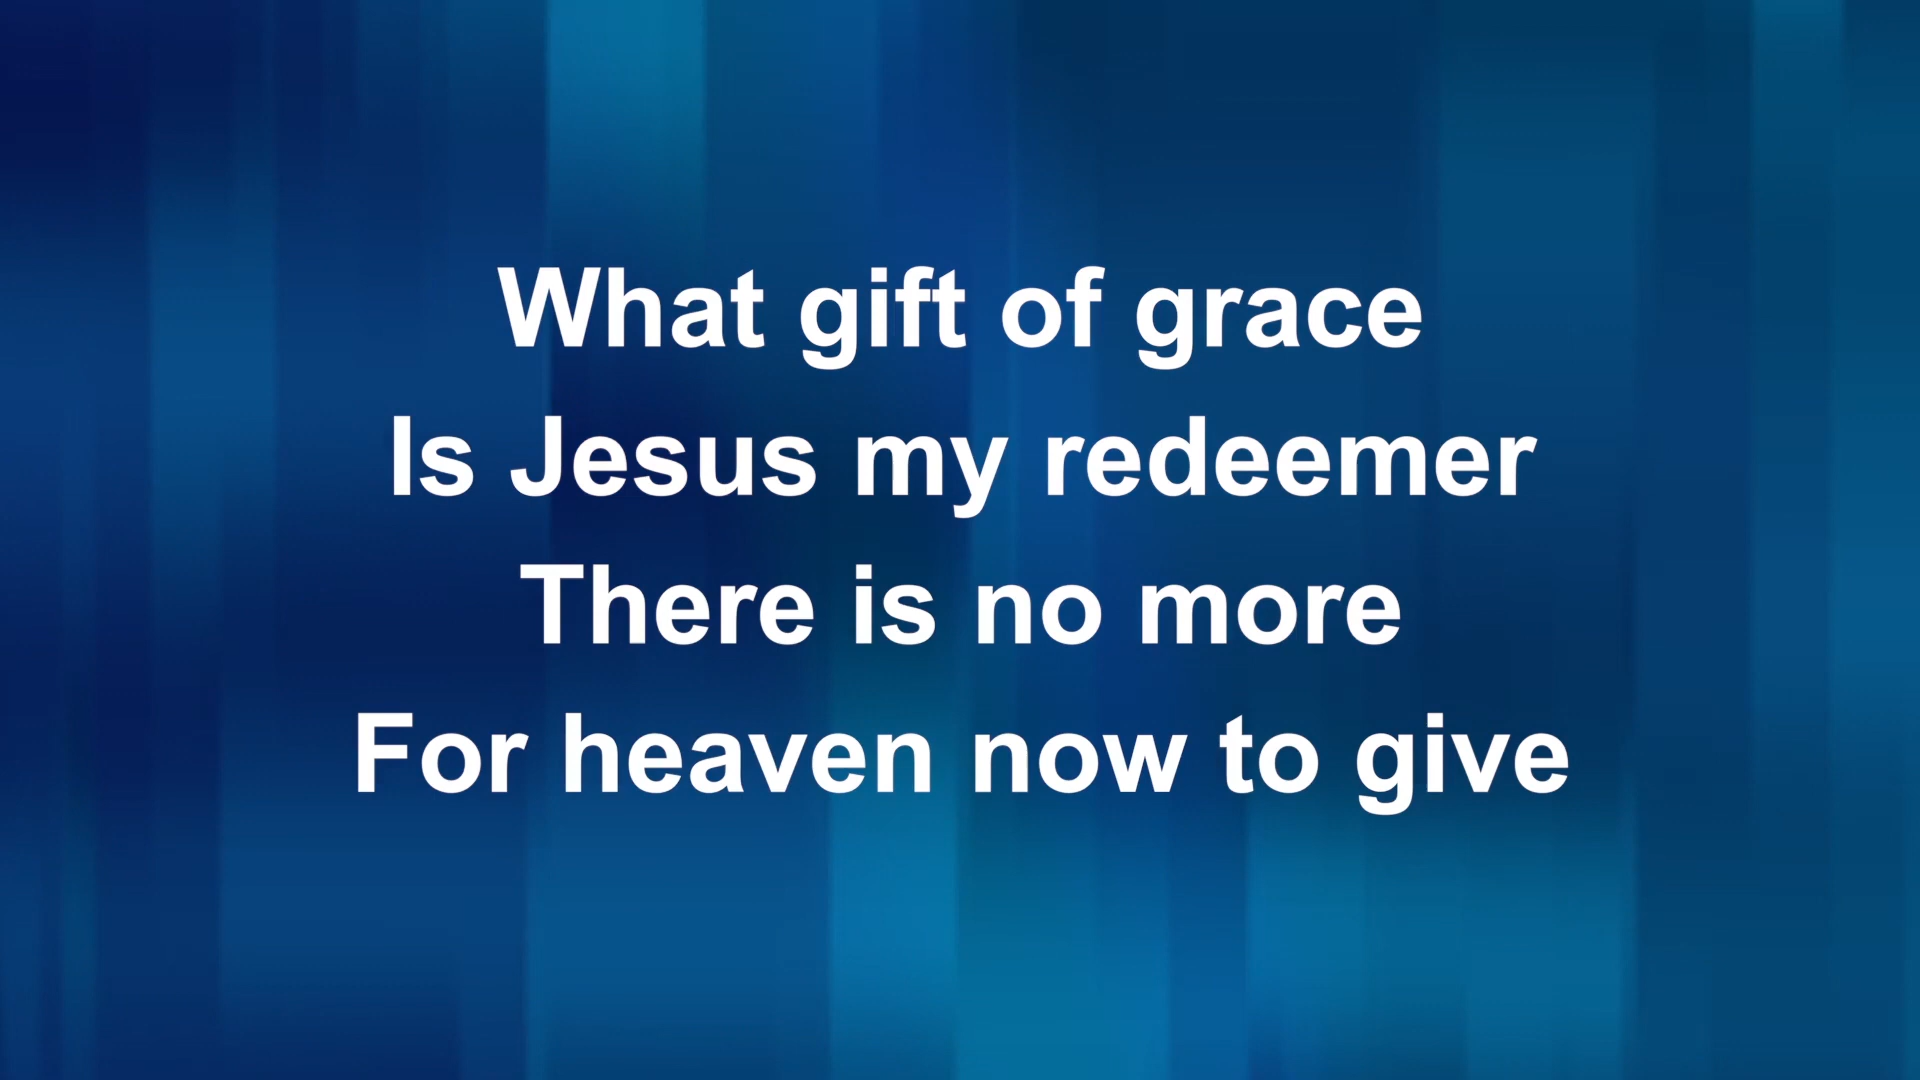 What gift of grace
Is Jesus my redeemer
There is no more
For heaven now to give